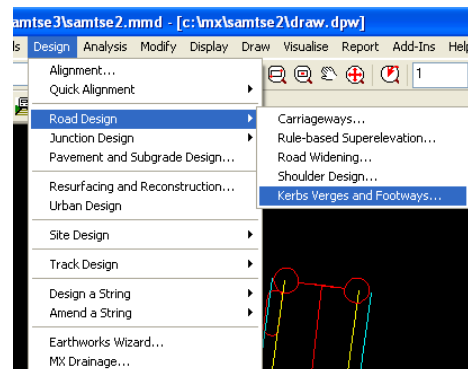 amtse3\samtse2.mmd - [c:\mx\samtse2\draw.dpw]
ls Design Analysis Modify Display Draw Visualise Report Add-Ins Help
1
Alignment...
Quick Alignment
Road Design
Junction Design
Pavement and Subgrade Design...
Resurfacing and Reconstruction...
Urban Design
Site Design
Track Design
Design a String
Amend a String
Earthworks Wizard...
MX Drainage...
Carriageways...
Rule-based Superelevation...
Road Widening...
Shoulder Design...
Kerbs Verges and Footways...